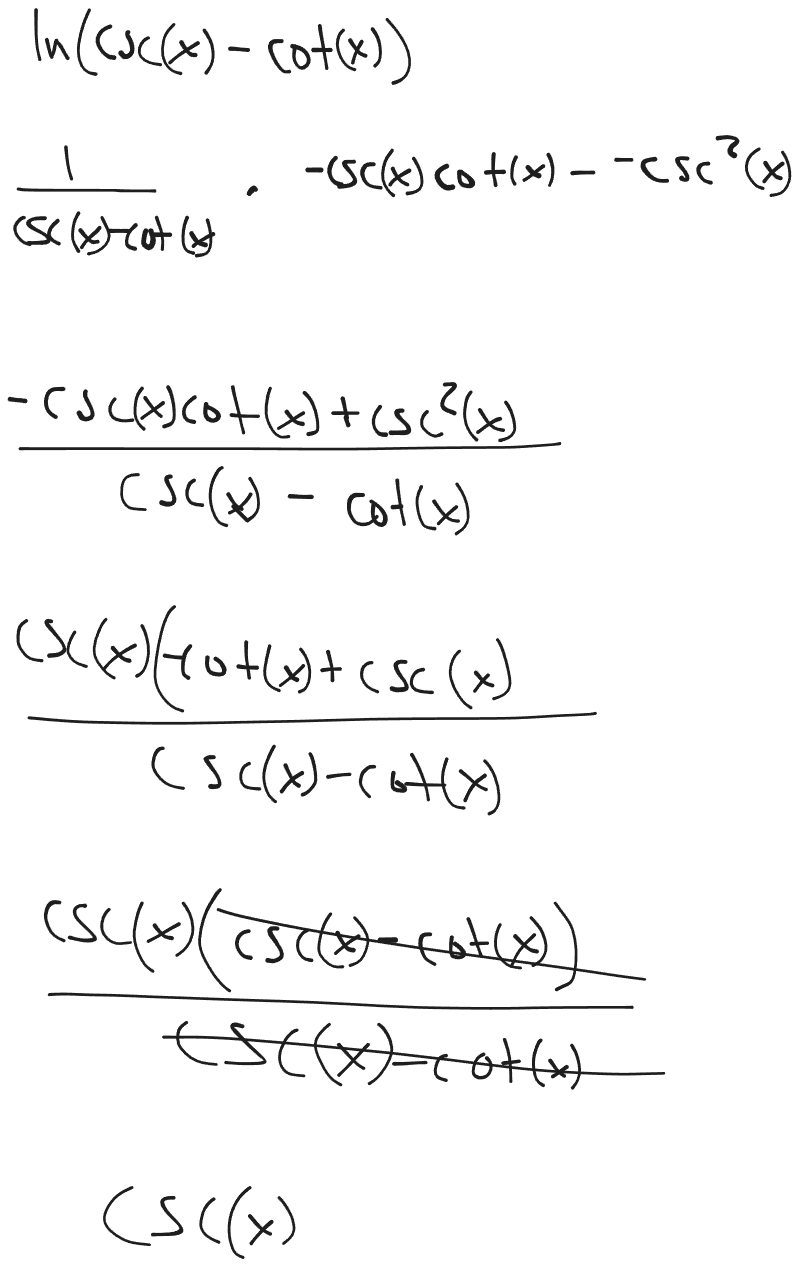 ln(csc(x) - cot(x))
1
csc(x)-cot(x) · -csc(x)cot(x) - -csc²(x)
-csc(x)cot(x) + csc²(x)
csc(x) - cot(x)
csc(x)(-cot(x) + csc(x)
csc(x) - cot(x)
csc(x)(csc(x) - cot(x))
csc(x) - cot(x)
csc(x)